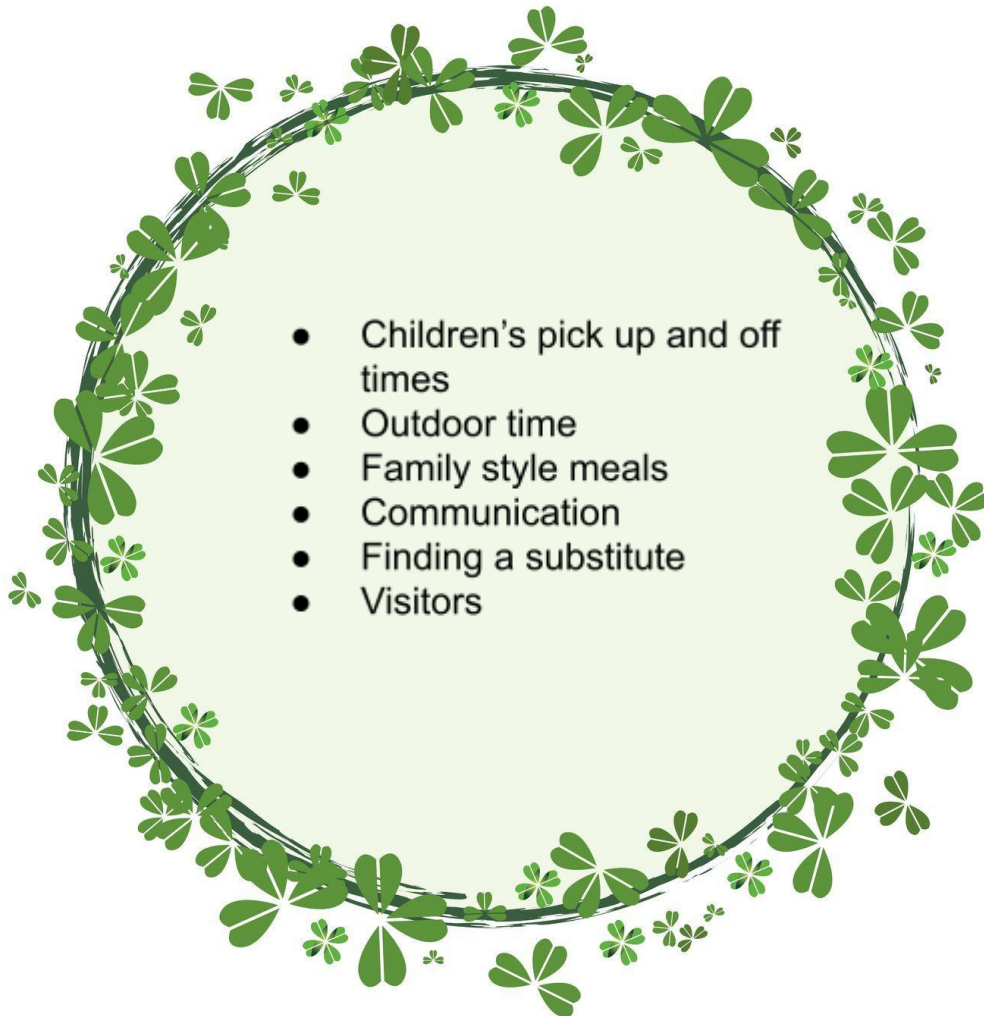 ● Children’s pick up and off
times
● Outdoor time
● Family style meals
● Communication
● Finding a substitute
● Visitors